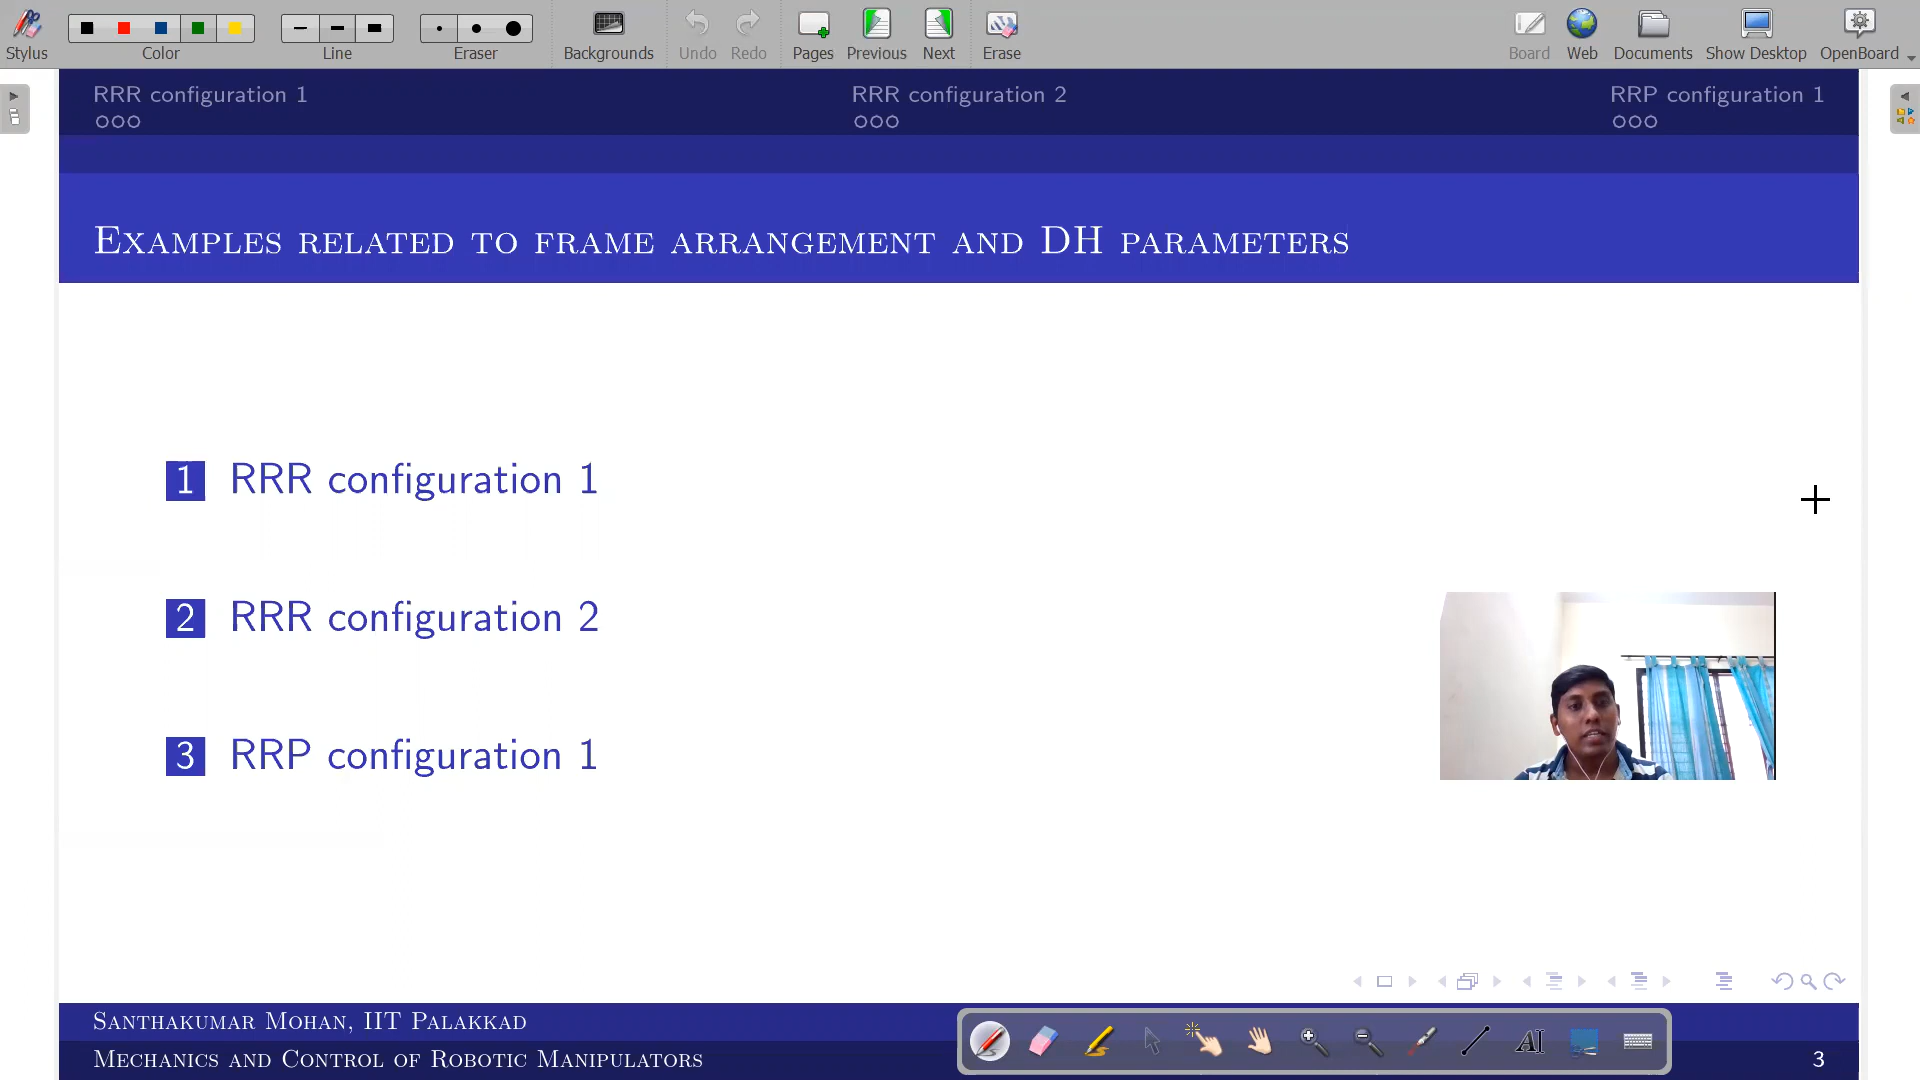 Stylus
Color
Line
Eraser
Backgrounds
Undo
Redo
Pages
Previous
Next
Erase
Board
Web
Documents
Show Desktop
OpenBoard
RRR configuration 1
RRR configuration 2
RRP configuration 1
Examples related to frame arrangement and DH parameters
1 RRR configuration 1
2 RRR configuration 2
3 RRP configuration 1
Santhakumar Mohan, IIT Palakkad
Mechanics and Control of Robotic Manipulators
AI
3